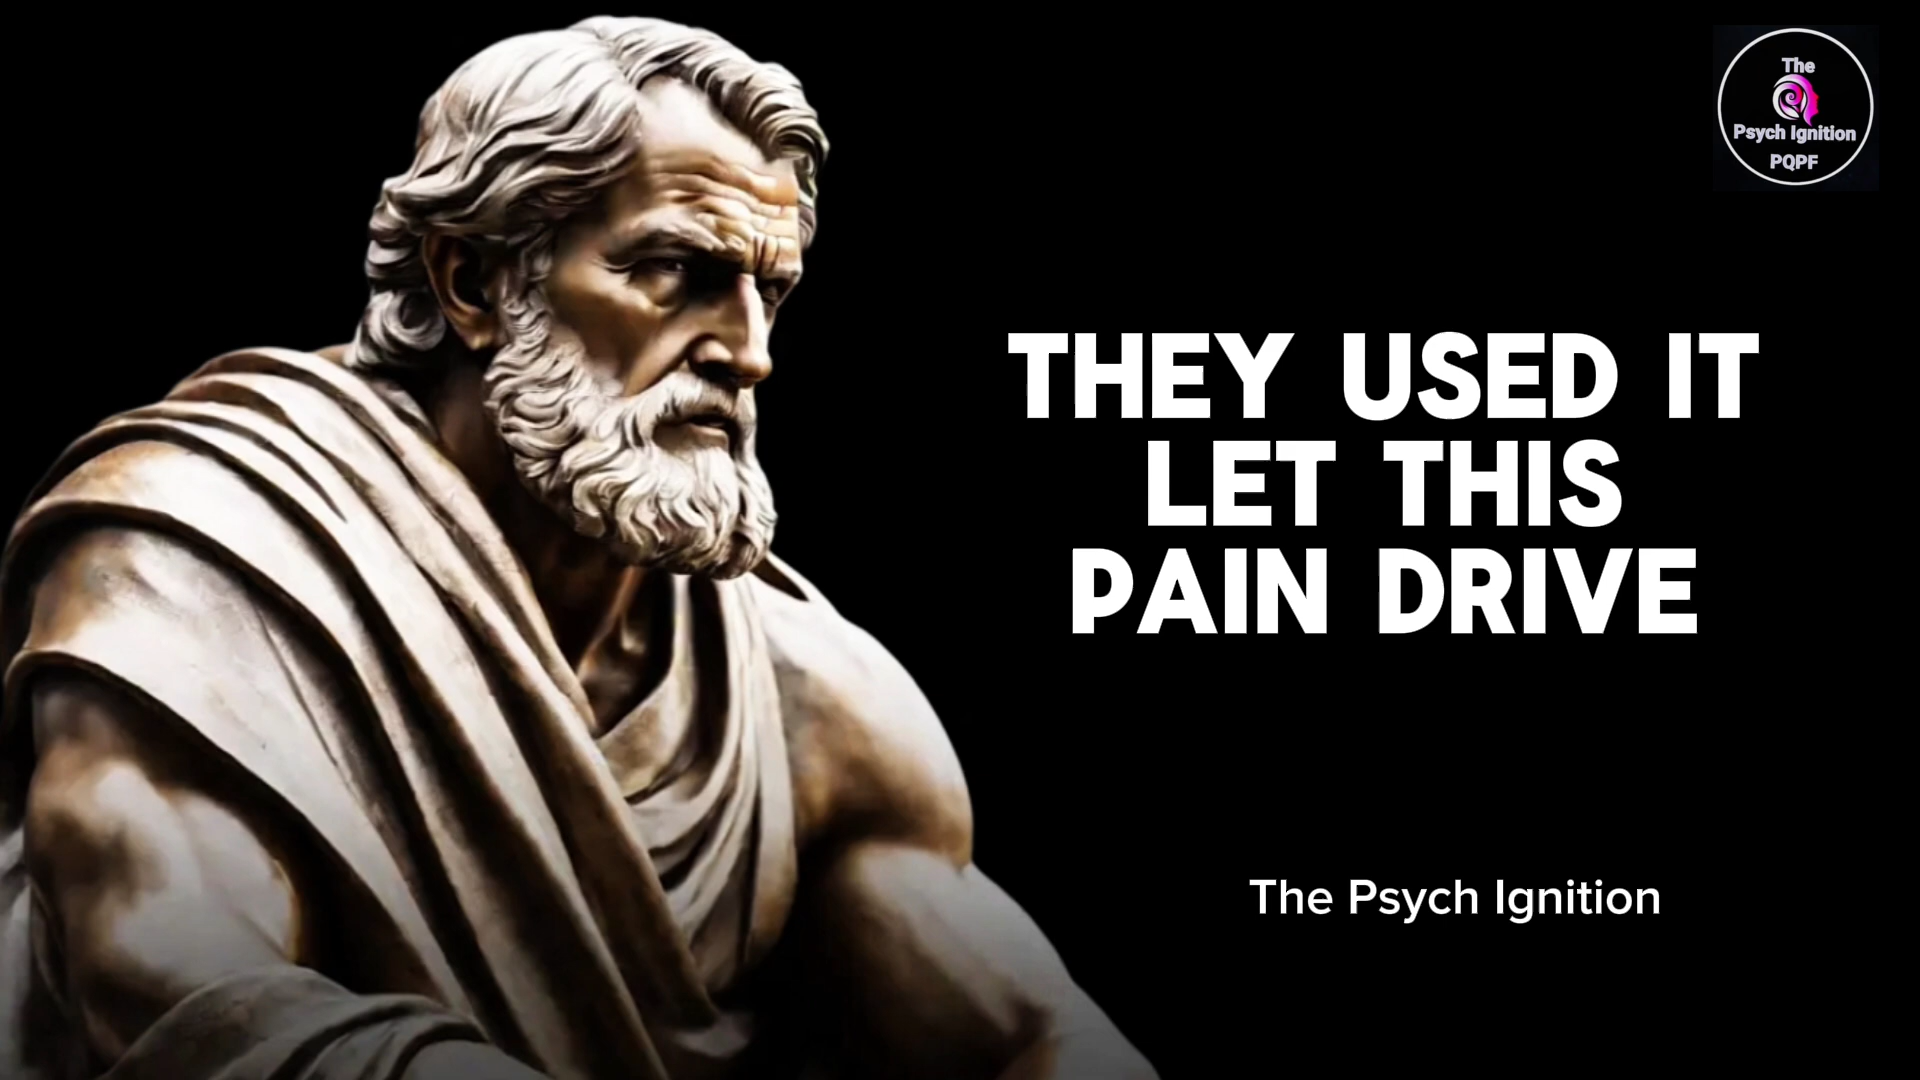 The
Psych Ignition
PQPF
THEY USED IT
LET THIS
PAIN DRIVE
The Psych Ignition